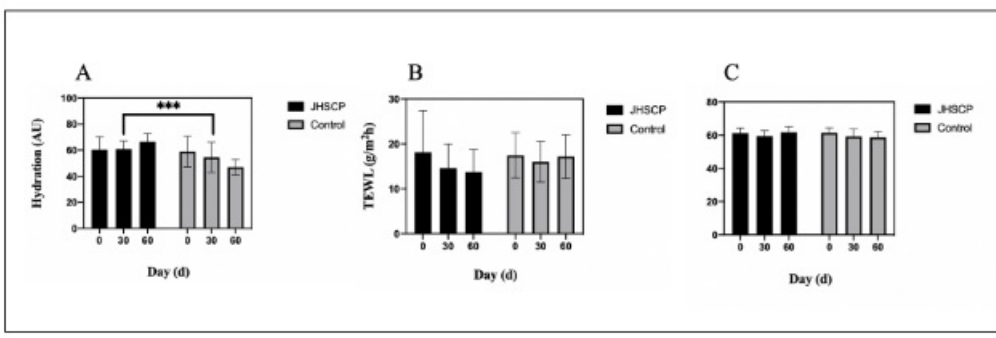 A
Hydration (AU)
100
80
60
40
20
0
***
0 30 60 0 30 60
Day (d)
JHSCP
Control
B
TEWL (g/m²h)
30
20
10
0
0 30 60 0 30 60
Day (d)
JHSCP
Control
C
80
60
40
20
0
0 30 60 0 30 60
Day (d)
JHSCP
Control